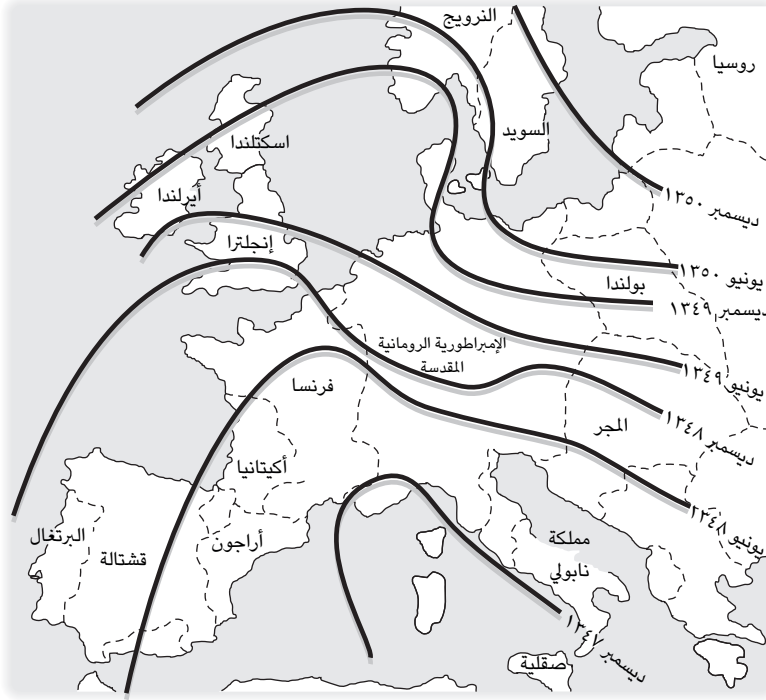 النرويج
روسيا
السويد
اسكتلندا
أيرلندا
إنجلترا
ديسمبر ١٣٥٠
يونيو ١٣٥٠
بولندا
ديسمبر ١٣٤٩
الإمبراطورية الرومانية
المقدسة
يونيو ١٣٤٩
فرنسا
ديسمبر ١٣٤٨
المجر
أكيتانيا
يونيو ١٣٤٨
البرتغال
قشتالة
أراجون
مملكة
نابولي
ديسمبر ١٣٤٧
صقلية